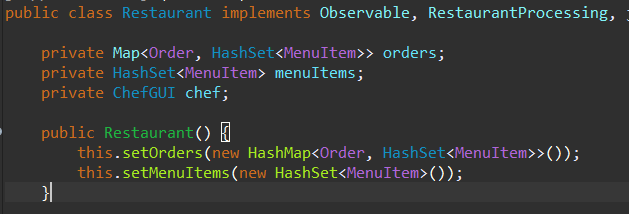 public class Restaurant implements Observable, RestaurantProcessing,
private Map<Order, HashSet<MenuItem>> orders;
private HashSet<MenuItem> menuItems;
private ChefGUI chef;
public Restaurant() {
this.setOrders(new HashMap<Order, HashSet<MenuItem>>());
this.setMenuItems(new HashSet<MenuItem>());
}